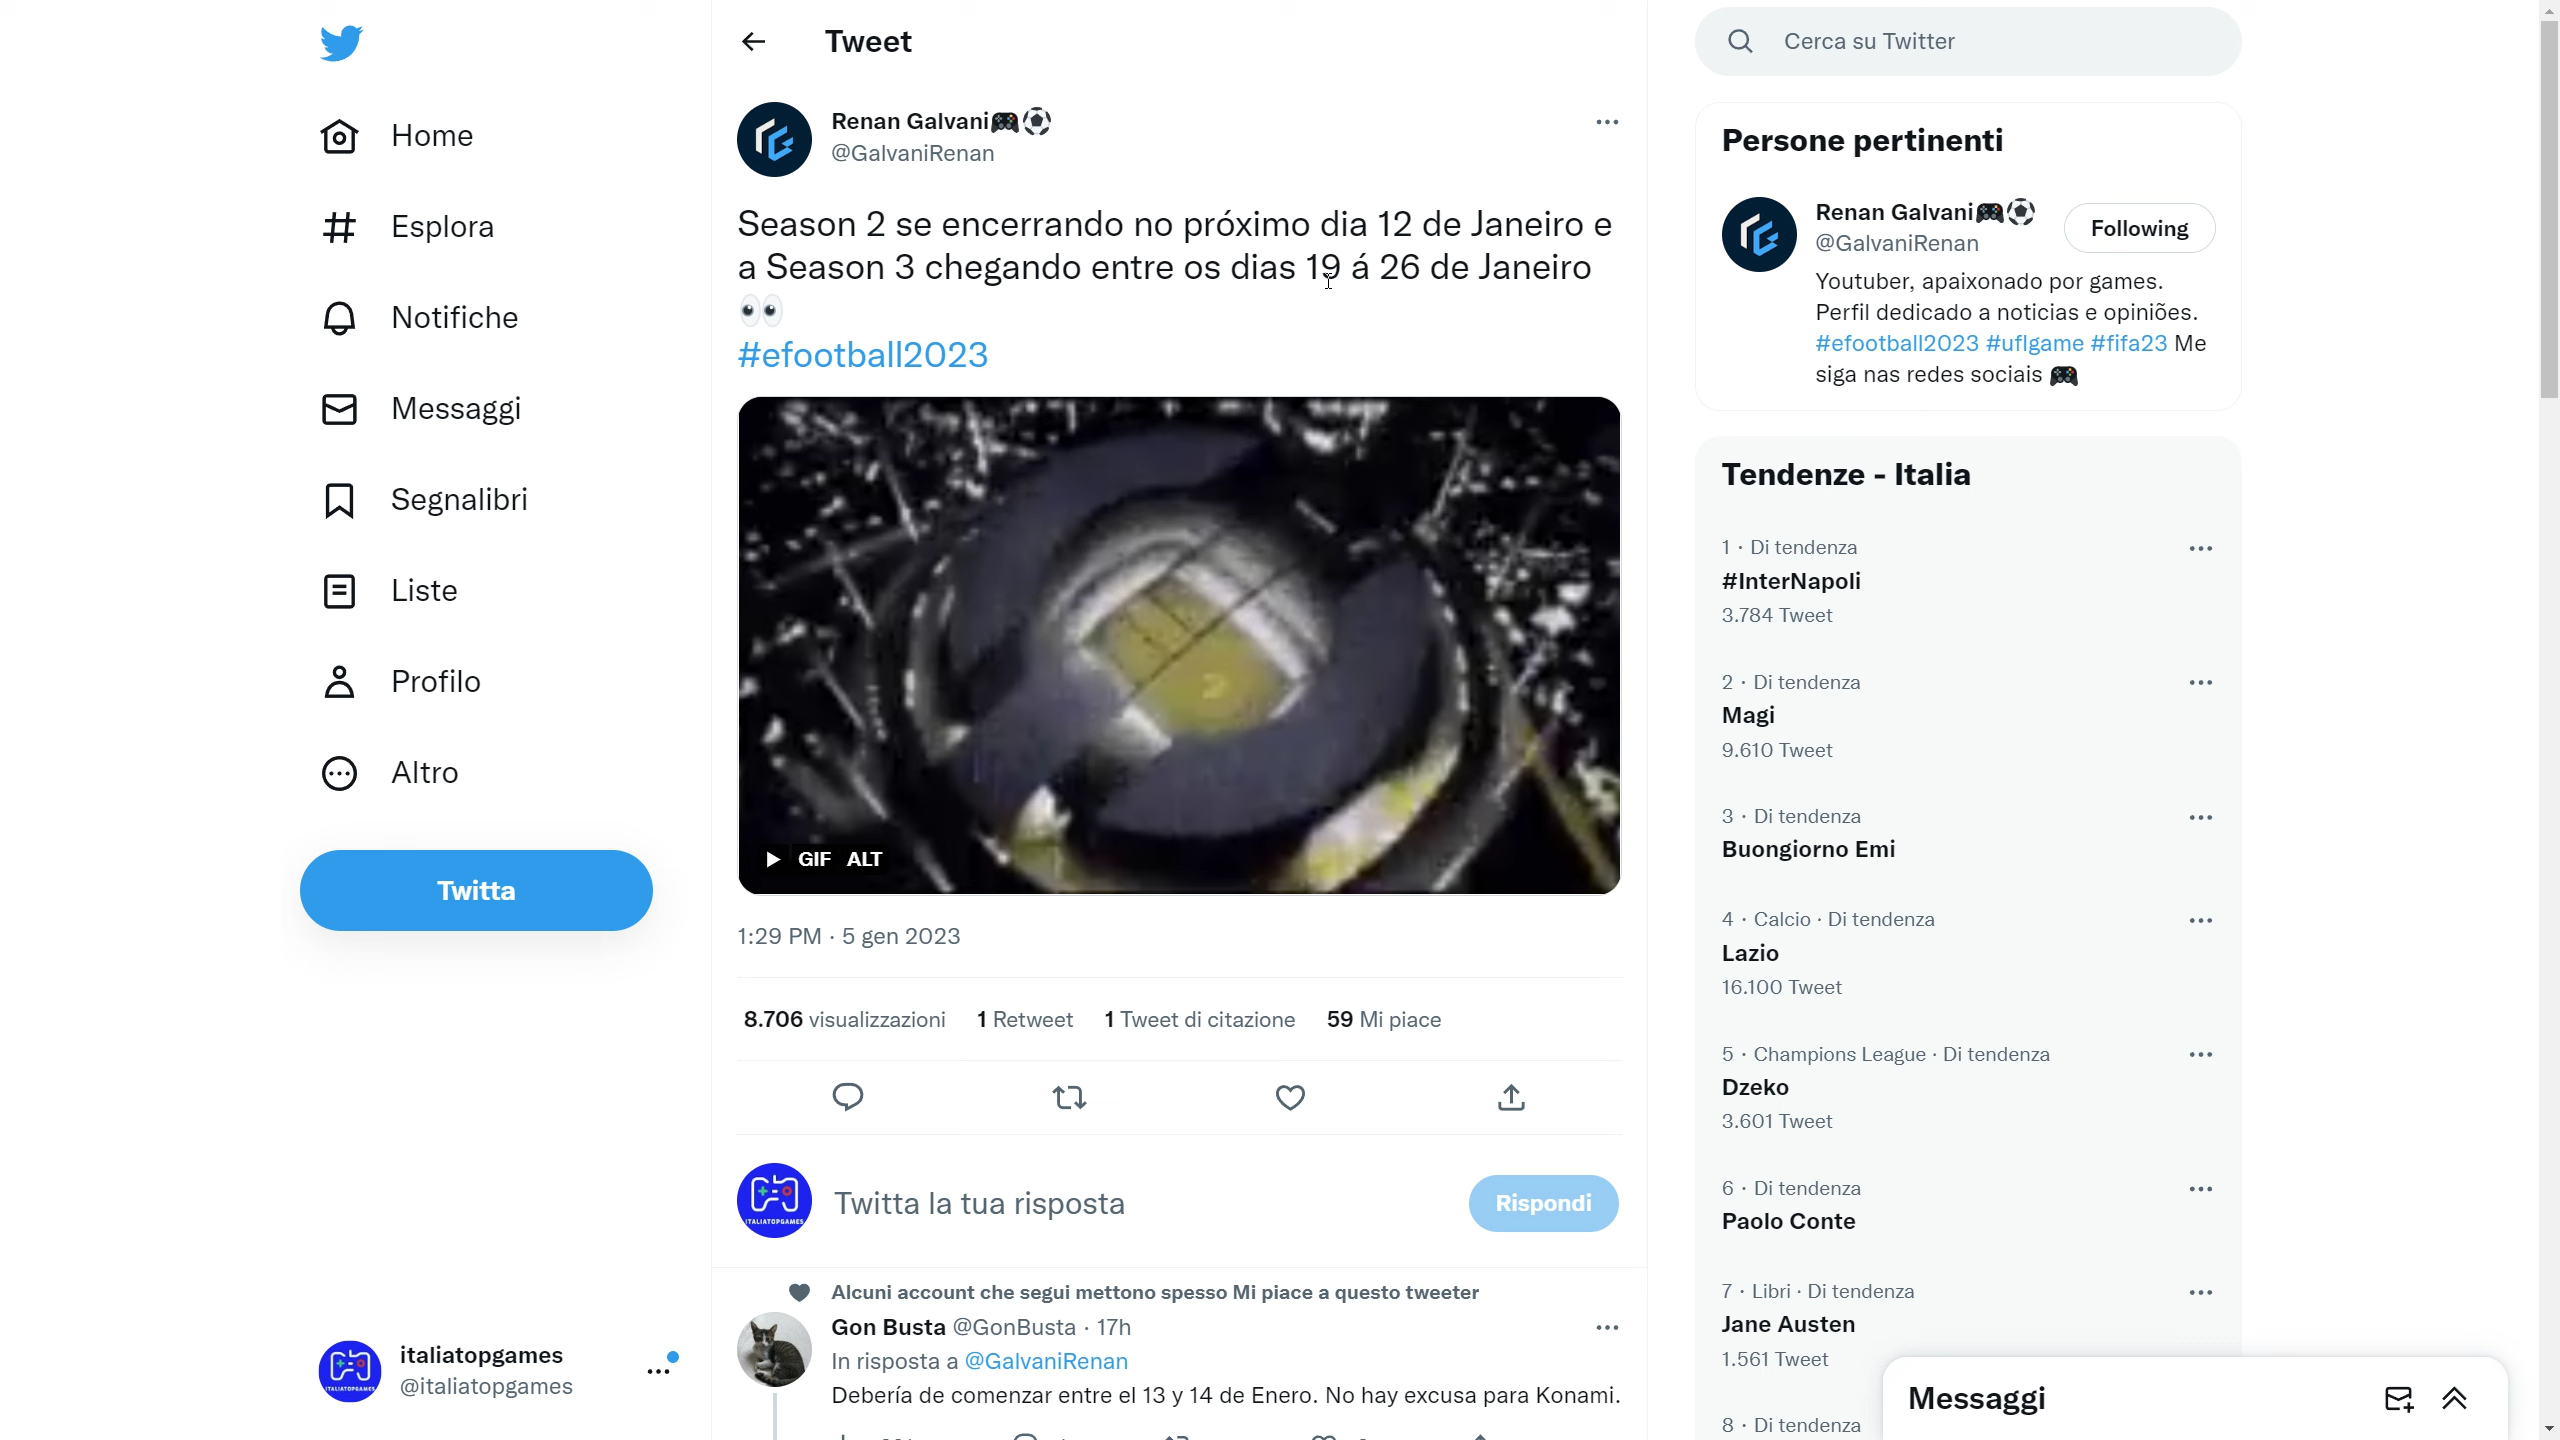 Tweet
Cerca su Twitter
Home
Esplora
Notifiche
Messaggi
Segnalibri
Liste
Profilo
Altro
Twitta
italiatopgames
@italiatopgames
Renan Galvani
@GalvaniRenan
Season 2 se encerrando no próximo dia 12 de Janeiro e
a Season 3 chegando entre os dias 19 á 26 de Janeiro
#efootball2023
GIF ALT
1:29 PM · 5 gen 2023
8.706 visualizzazioni 1 Retweet 1 Tweet di citazione 59 Mi piace
ITALIATOPGAMES
Twitta la tua risposta
Rispondi
Alcuni account che segui mettono spesso Mi piace a questo tweeter
Gon Busta @GonBusta · 17h
In risposta a @GalvaniRenan
Debería de comenzar entre el 13 y 14 de Enero. No hay excusa para Konami.
Persone pertinenti
Renan Galvani
@GalvaniRenan
Following
Youtuber, apaixonado por games.
Perfil dedicado a noticias e opiniões.
#efootball2023 #uflgame #fifa23 Me
siga nas redes sociais
Tendenze - Italia
1 · Di tendenza
#InterNapoli
3.784 Tweet
2 · Di tendenza
Magi
9.610 Tweet
3 · Di tendenza
Buongiorno Emi
4 · Calcio · Di tendenza
Lazio
16.100 Tweet
5 · Champions League · Di tendenza
Dzeko
3.601 Tweet
6 · Di tendenza
Paolo Conte
7 · Libri · Di tendenza
Jane Austen
1.561 Tweet
8 · Di tendenza
Messaggi